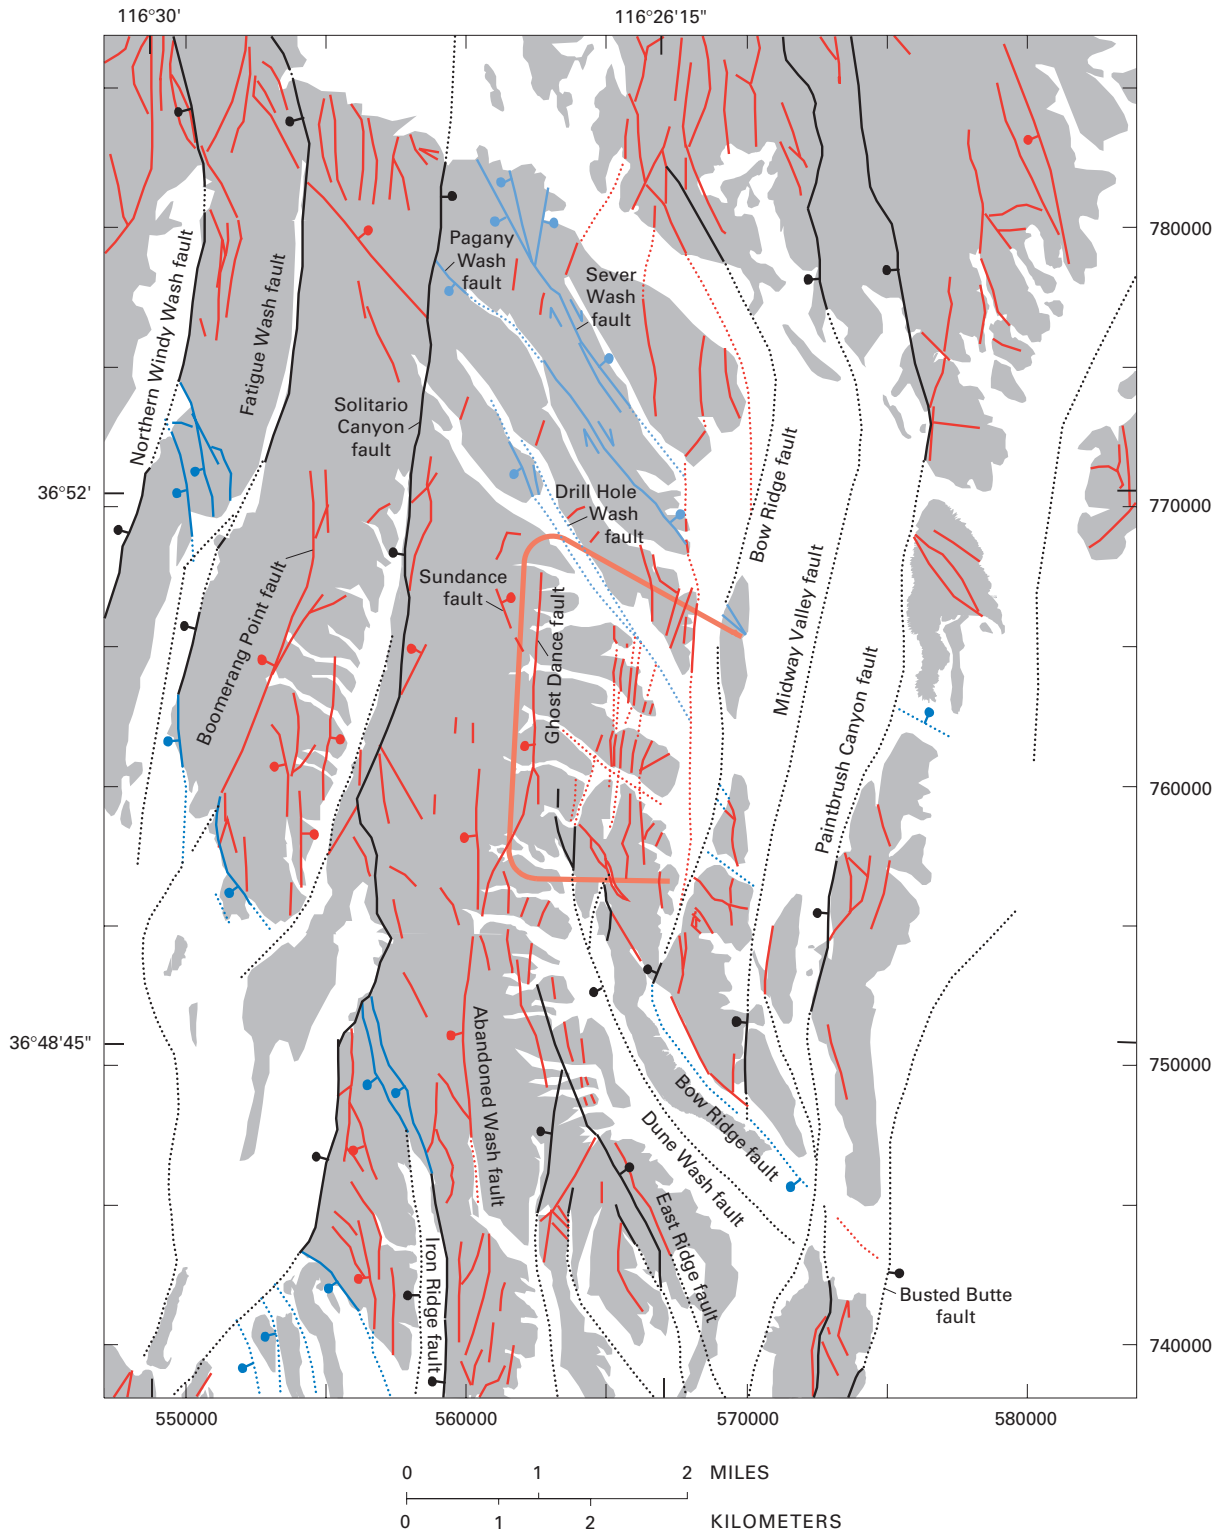 116°30'
116°26'15"
Pagany
Wash
fault
Sever
Wash
fault
780000
Northern Windy Wash fault
Fatigue Wash fault
Solitario
Canyon
fault
Bow Ridge fault
36°52'
Drill Hole
Wash
fault
770000
Sundance
fault
Boomerang Point fault
Ghost Dance fault
Midway Valley fault
Paintbrush Canyon fault
760000
36°48'45"
Abandoned Wash fault
750000
Bow Ridge fault
Dune Wash fault
East Ridge fault
Iron Ridge fault
Busted Butte
fault
740000
550000
560000
570000
580000
0 1 2 MILES
0 1 2 KILOMETERS